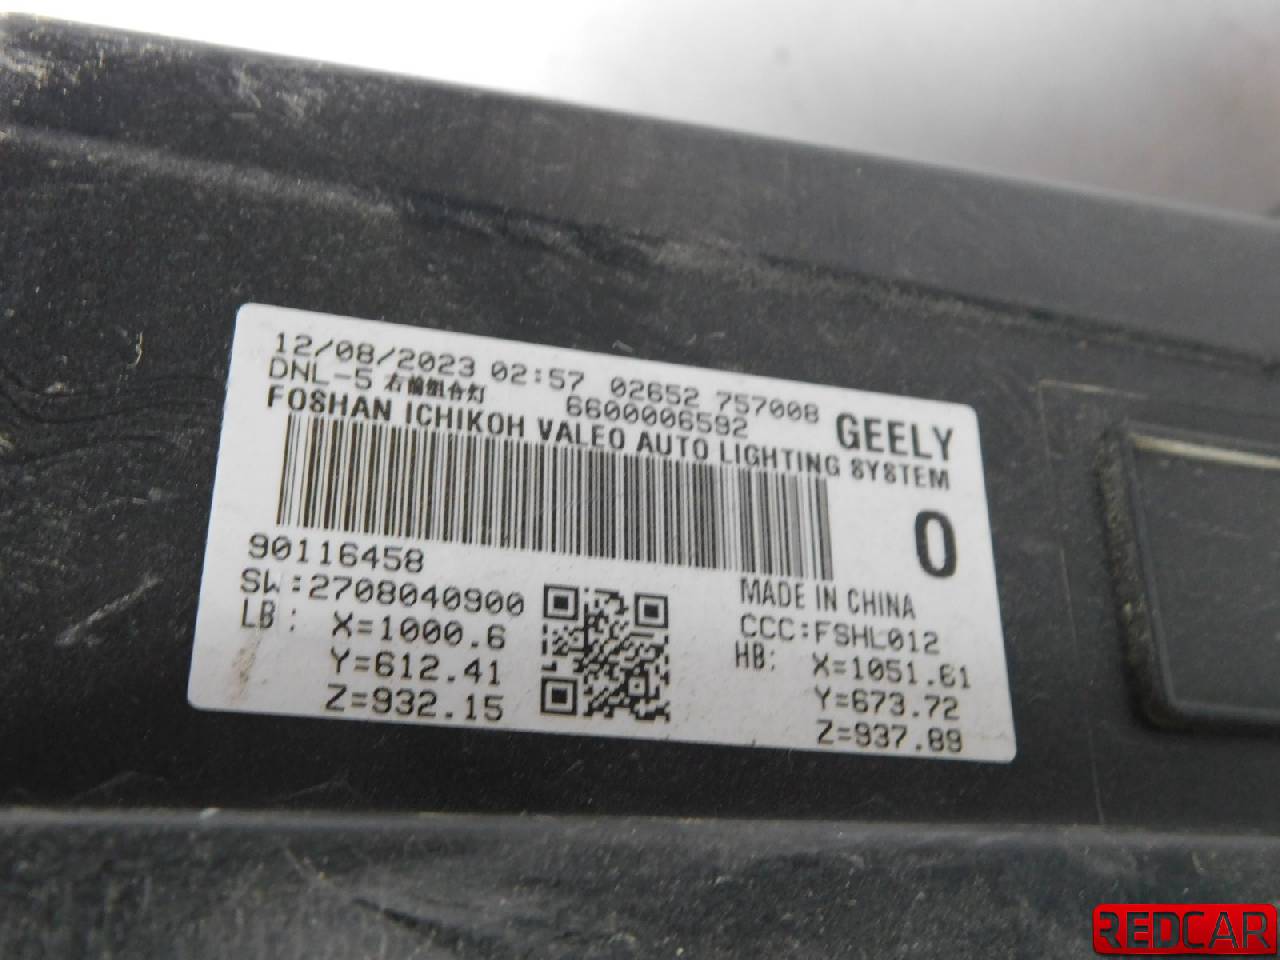 12/08/2023 02:57 02652 757008
DNL-5 右前组合灯 6600006592 GEELY
FOSHAN ICHIKOH VALEO AUTO LIGHTING SYSTEM
0
90116458
SW:2708040900
MADE IN CHINA
CCC:FSHL012
LB: X=1000.6
Y=612.41
Z=932.15
HB: X=1051.61
Y=673.72
Z=937.89
REDCAR